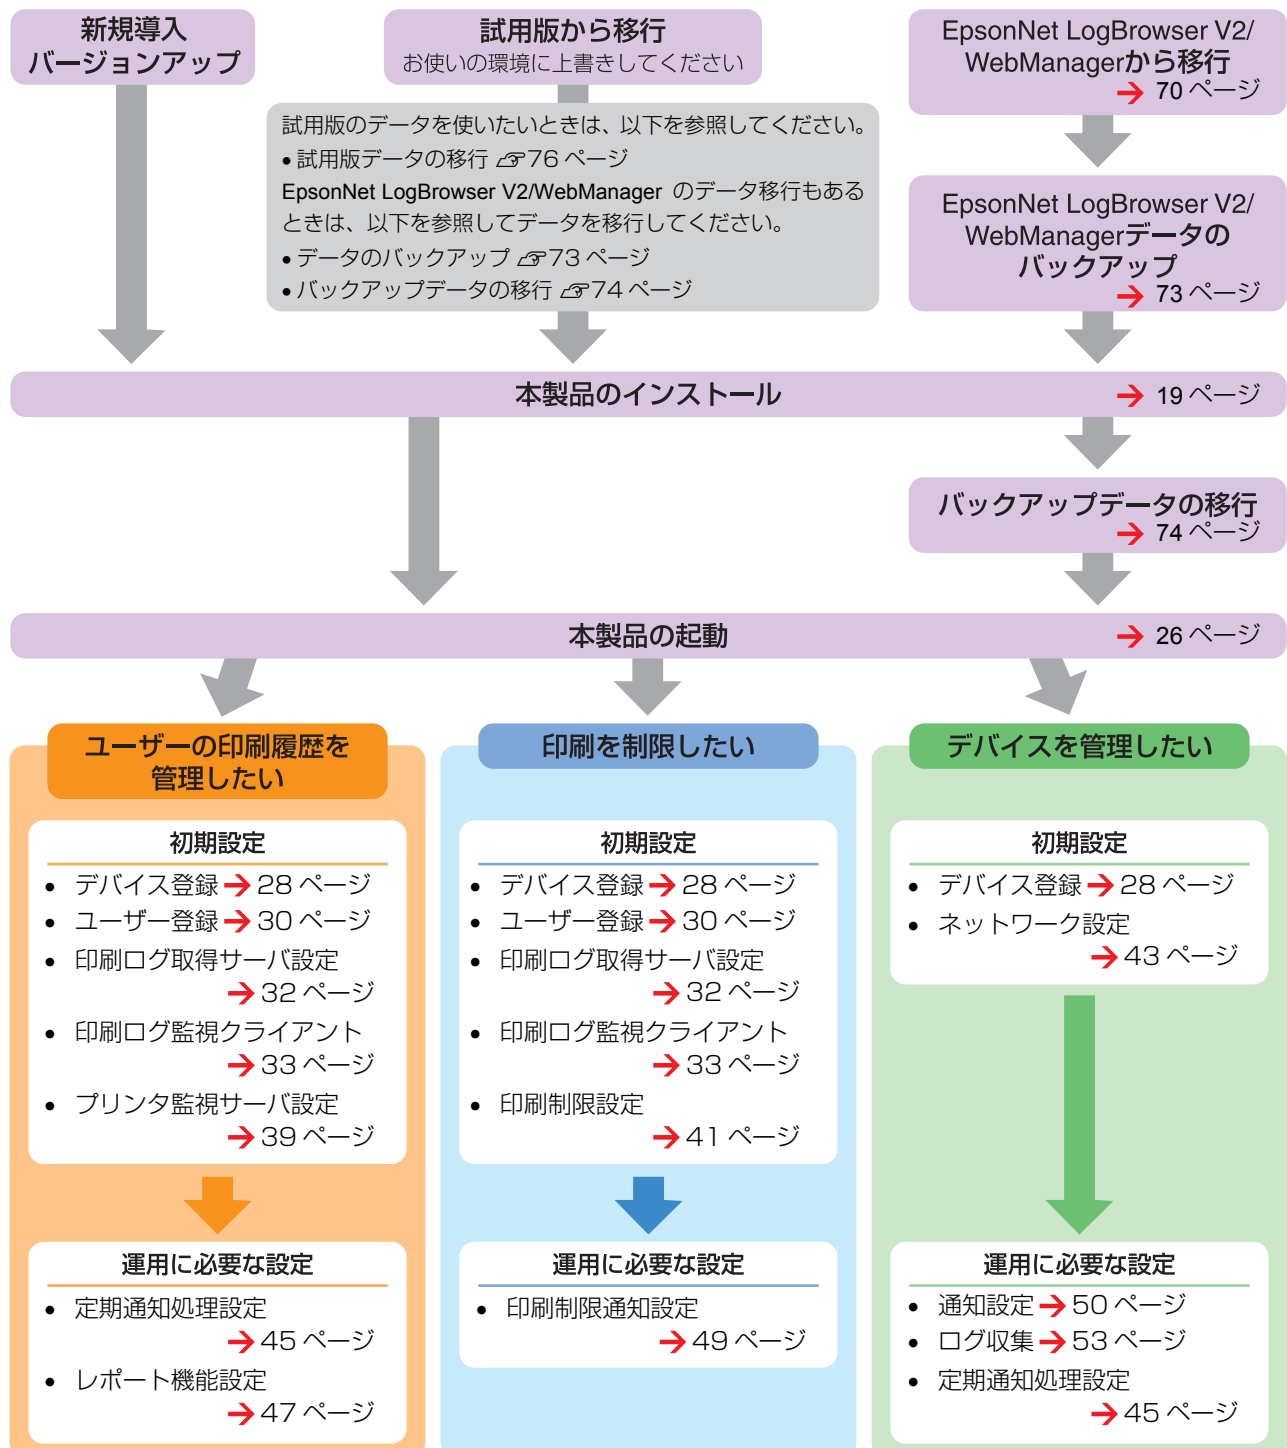 新規導入
バージョンアップ
試用版から移行
お使いの環境に上書きしてください
試用版のデータを使いたいときは、以下を参照してください。
• 試用版データの移行 ☞76 ページ
EpsonNet LogBrowser V2/WebManager のデータ移行もある
ときは、以下を参照してデータを移行してください。
• データのバックアップ ☞73 ページ
• バックアップデータの移行 ☞74 ページ
EpsonNet LogBrowser V2/
WebManagerから移行
→ 70 ページ
EpsonNet LogBrowser V2/
WebManagerデータの
バックアップ
→ 73 ページ
本製品のインストール → 19 ページ
バックアップデータの移行
→ 74 ページ
本製品の起動 → 26 ページ
ユーザーの印刷履歴を
管理したい
初期設定
• デバイス登録 → 28 ページ
• ユーザー登録 → 30 ページ
• 印刷ログ取得サーバ設定
→ 32 ページ
• 印刷ログ監視クライアント
→ 33 ページ
• プリンタ監視サーバ設定
→ 39 ページ
運用に必要な設定
• 定期通知処理設定
→ 45 ページ
• レポート機能設定
→ 47 ページ
印刷を制限したい
初期設定
• デバイス登録 → 28 ページ
• ユーザー登録 → 30 ページ
• 印刷ログ取得サーバ設定
→ 32 ページ
• 印刷ログ監視クライアント
→ 33 ページ
• 印刷制限設定
→ 41 ページ
運用に必要な設定
• 印刷制限通知設定
→ 49 ページ
デバイスを管理したい
初期設定
• デバイス登録 → 28 ページ
• ネットワーク設定
→ 43 ページ
運用に必要な設定
• 通知設定 → 50 ページ
• ログ収集 → 53 ページ
• 定期通知処理設定
→ 45 ページ